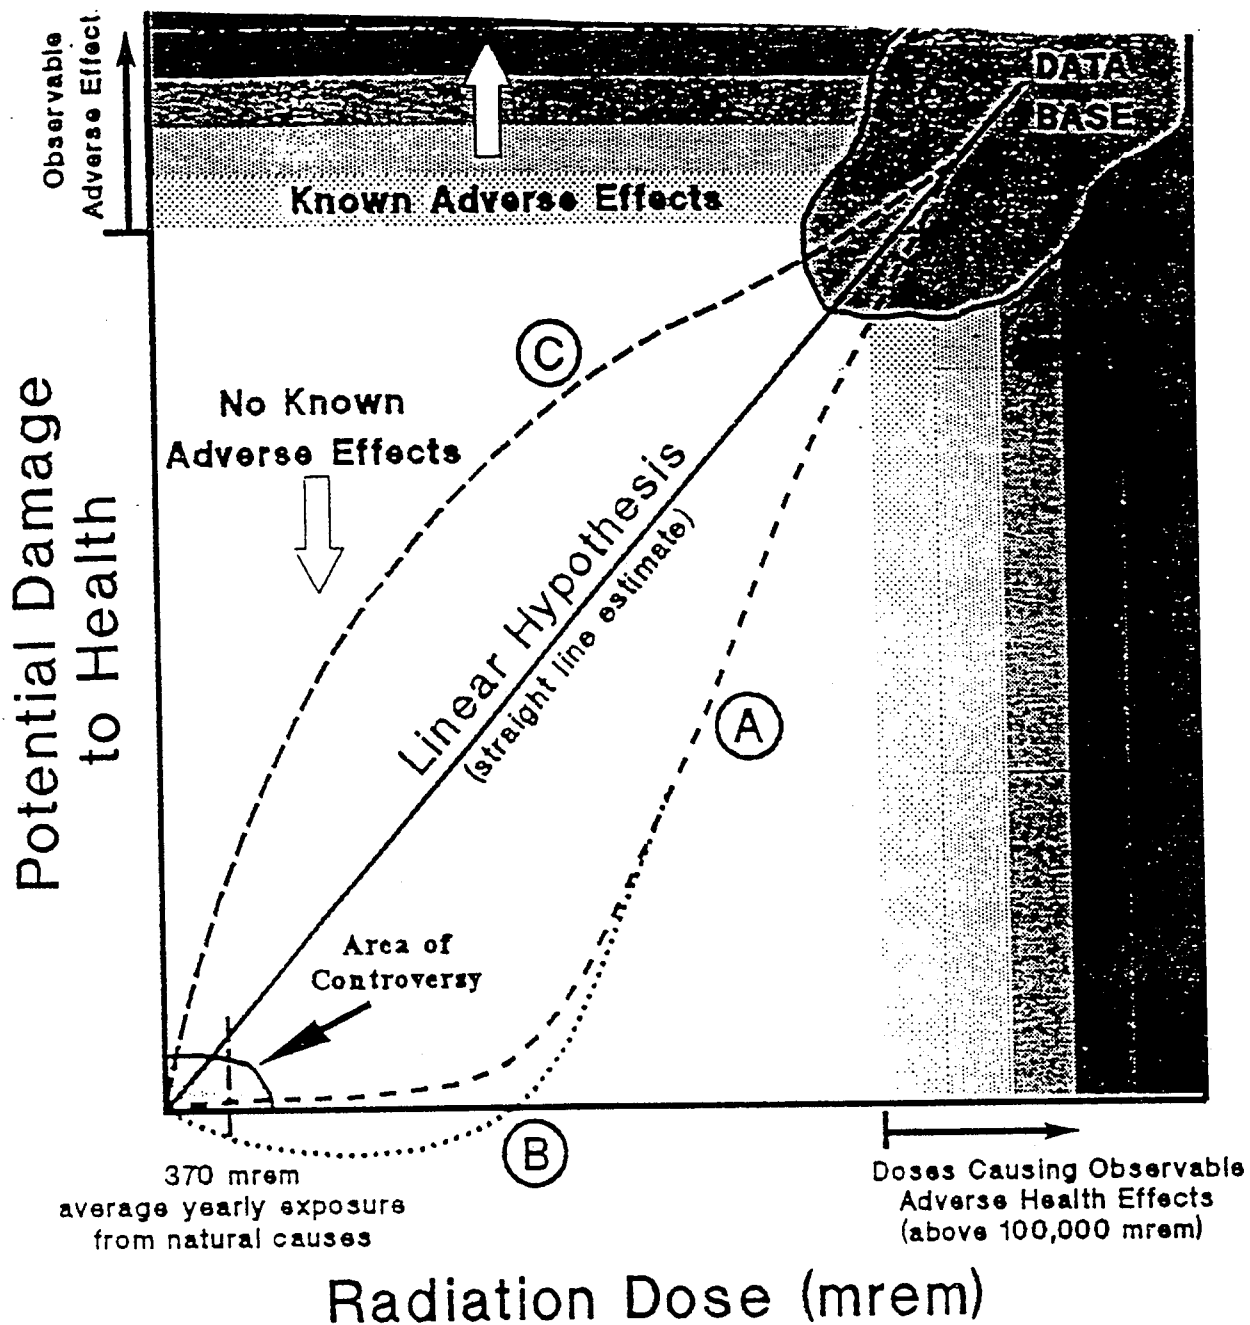 Observable
Adverse Effect
DATA
BASE
Known Adverse Effects
C
No Known
Adverse Effects
Potential Damage
to Health
Linear Hypothesis
(straight line estimate)
A
Area of
Controversy
B
370 mrem
average yearly exposure
from natural causes
Doses Causing Observable
Adverse Health Effects
(above 100,000 mrem)
Radiation Dose (mrem)